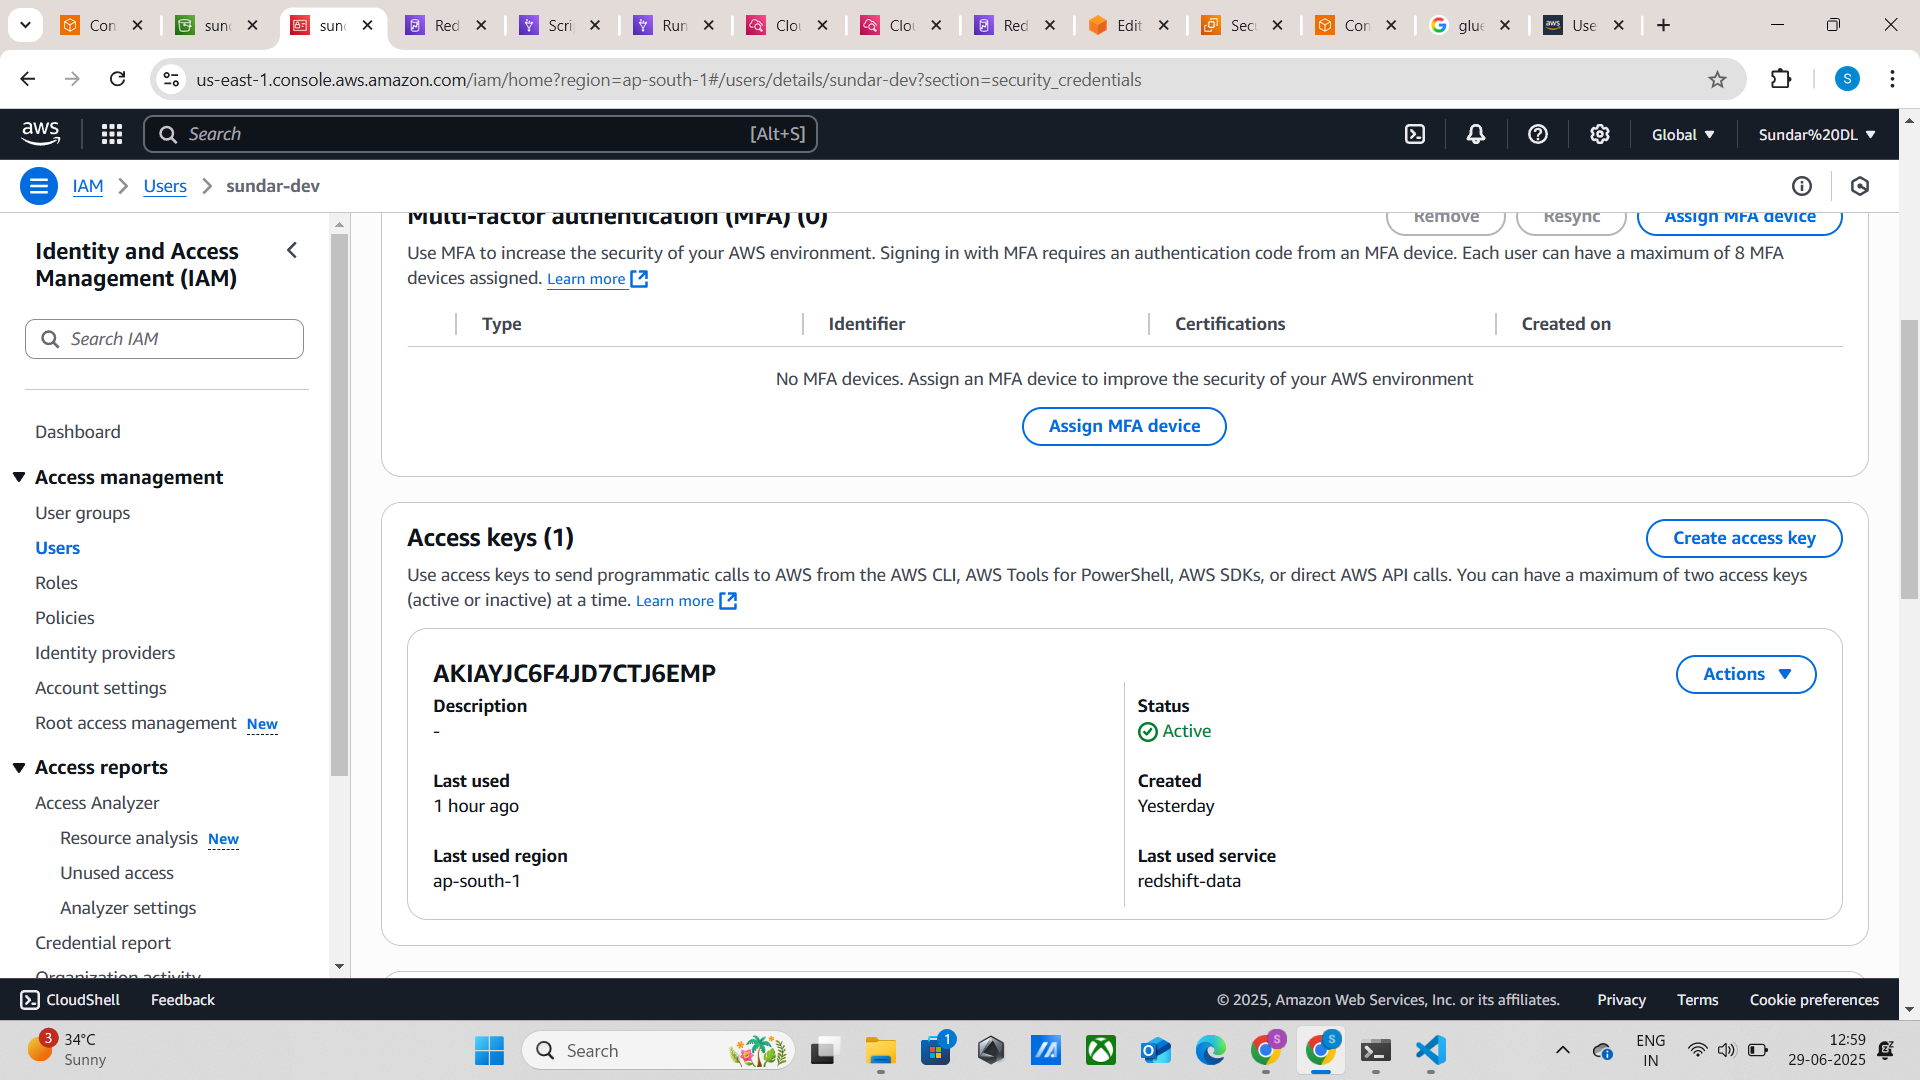 Con
sun
sun
Red
Scri
Run
Clou
Clou
Red
Edit
Sec
Con
glue
Use
us-east-1.console.aws.amazon.com/iam/home?region=ap-south-1#/users/details/sundar-dev?section=security_credentials
S
aws
Search
[Alt+S]
Global
Sundar%20DL
IAM
Users
sundar-dev
Identity and Access
Management (IAM)
Search IAM
Dashboard
Access management
User groups
Users
Roles
Policies
Identity providers
Account settings
Root access management New
Access reports
Access Analyzer
Resource analysis New
Unused access
Analyzer settings
Credential report
Organization activity
Multi-factor authentication (MFA) (0)
Remove
Resync
Assign MFA device
Use MFA to increase the security of your AWS environment. Signing in with MFA requires an authentication code from an MFA device. Each user can have a maximum of 8 MFA
devices assigned. Learn more
Type
Identifier
Certifications
Created on
No MFA devices. Assign an MFA device to improve the security of your AWS environment
Assign MFA device
Access keys (1)
Create access key
Use access keys to send programmatic calls to AWS from the AWS CLI, AWS Tools for PowerShell, AWS SDKs, or direct AWS API calls. You can have a maximum of two access keys
(active or inactive) at a time. Learn more
AKIAYJC6F4JD7CTJ6EMP
Actions
Description
-
Status
Active
Last used
1 hour ago
Created
Yesterday
Last used region
ap-south-1
Last used service
redshift-data
CloudShell
Feedback
© 2025, Amazon Web Services, Inc. or its affiliates.
Privacy
Terms
Cookie preferences
3
34°C
Sunny
Search
1
S
S
ENG
IN
12:59
29-06-2025